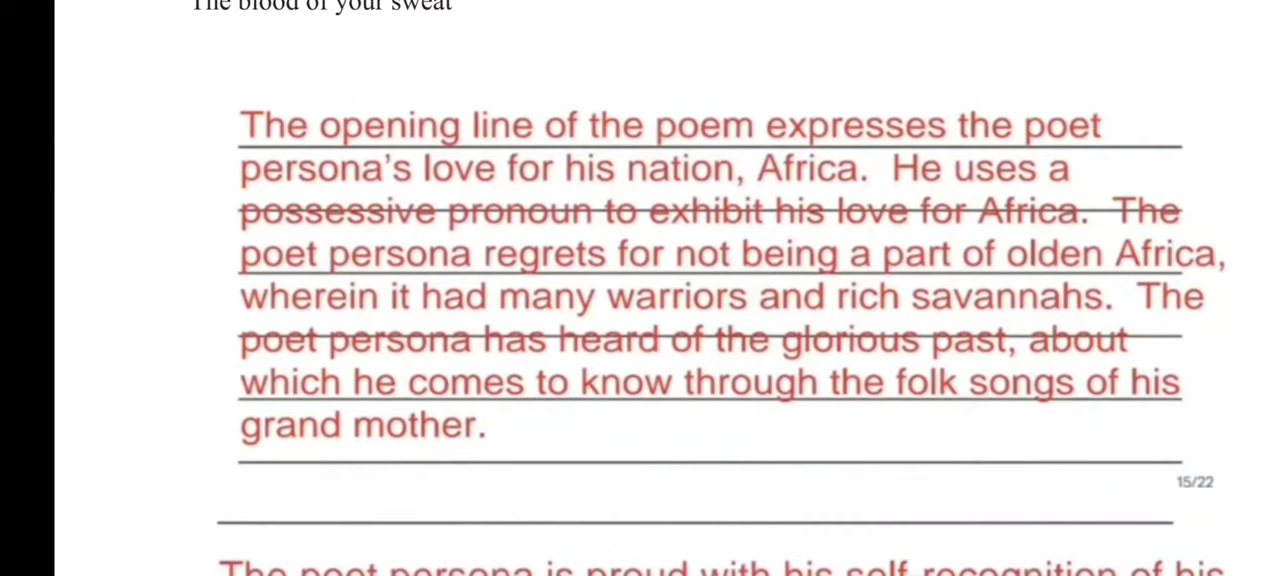 The blood of your sweat
The opening line of the poem expresses the poet
persona's love for his nation, Africa. He uses a
possessive pronoun to exhibit his love for Africa. The
poet persona regrets for not being a part of olden Africa,
wherein it had many warriors and rich savannahs. The
poet persona has heard of the glorious past, about
which he comes to know through the folk songs of his
grand mother.
15/22
The poet persona is proud with his self-recognition of his